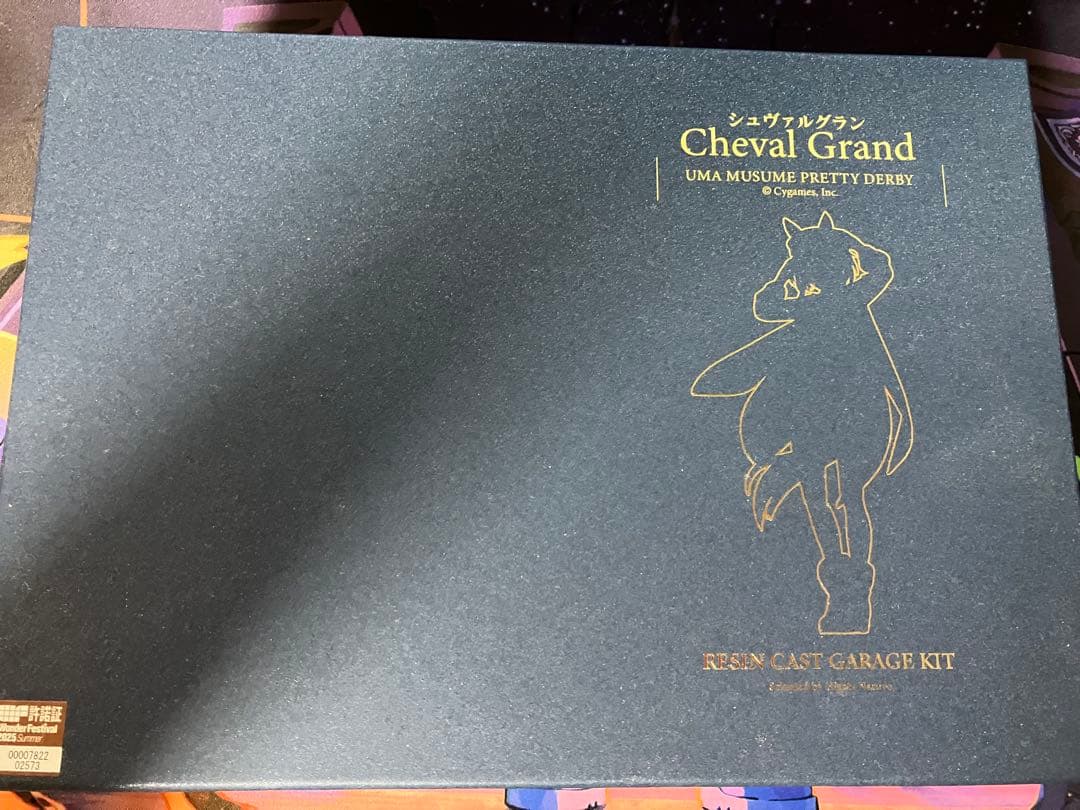 シュヴァルグラン
Cheval Grand
UMA MUSUME PRETTY DERBY
© Cygames, Inc.
RESIN CAST GARAGE KIT
by
許諾証
Wonder Festival
2025 Summer
00007822
02573